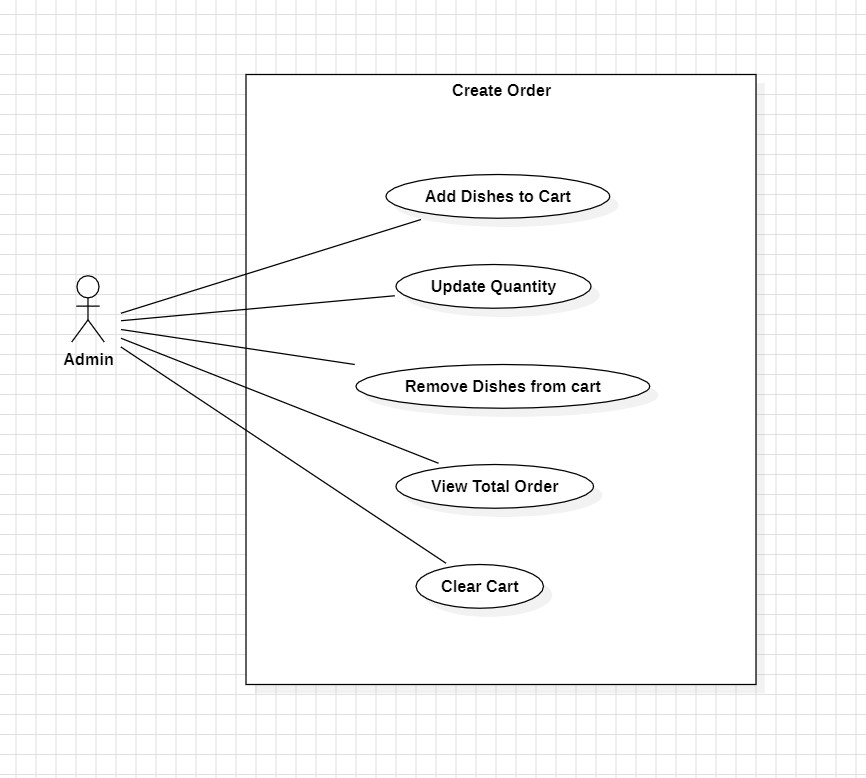 Create Order
Add Dishes to Cart
Update Quantity
Admin
Remove Dishes from cart
View Total Order
Clear Cart